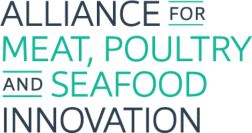 ALLIANCE FOR
MEAT, POULTRY
AND SEAFOOD
INNOVATION